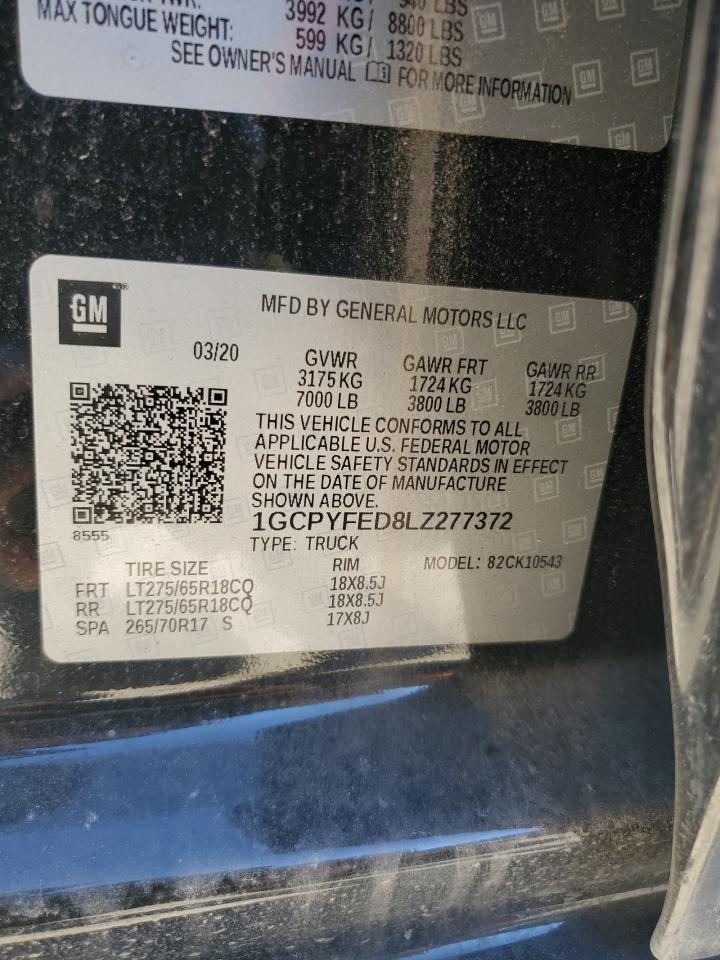 LBS
3992 KG/ 8800 LBS
MAX TONGUE WEIGHT: 599 KG/ 1320 LBS
SEE OWNER'S MANUAL FOR MORE INFORMATION
GM
MFD BY GENERAL MOTORS LLC
03/20 GVWR GAWR FRT GAWR RR
3175 KG 1724 KG 1724 KG
7000 LB 3800 LB 3800 LB
THIS VEHICLE CONFORMS TO ALL
APPLICABLE U.S. FEDERAL MOTOR
VEHICLE SAFETY STANDARDS IN EFFECT
ON THE DATE OF MANUFACTURE
SHOWN ABOVE.
8555
1GCPYFED8LZ277372
TYPE: TRUCK MODEL: 82CK10543
TIRE SIZE RIM
FRT LT275/65R18CQ 18X8.5J
RR LT275/65R18CQ 18X8.5J
SPA 265/70R17 S 17X8J